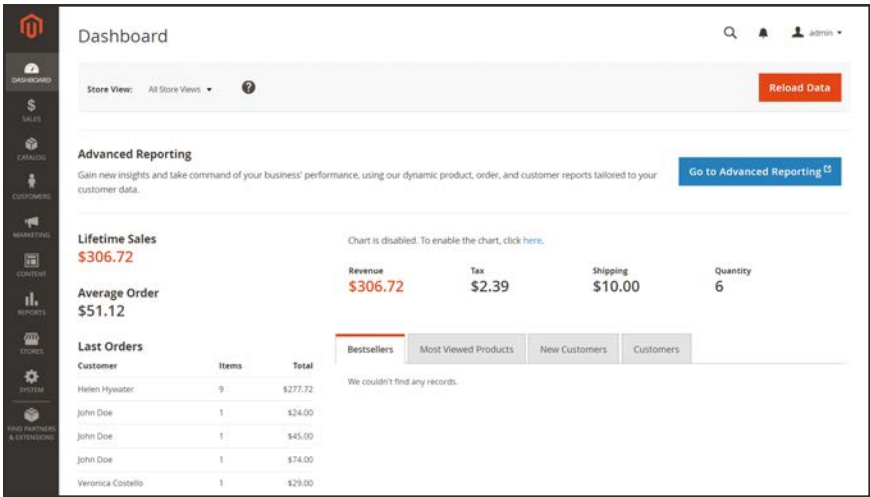 Dashboard
admin
DASHBOARD
SALES
CATALOG
CUSTOMERS
MARKETING
CONTENT
REPORTS
STORES
SYSTEM
FIND PARTNERS
& EXTENSIONS
Store View: All Store Views ?
Reload Data
Advanced Reporting
Gain new insights and take command of your business' performance, using our dynamic product, order, and customer reports tailored to your
customer data.
Go to Advanced Reporting
Lifetime Sales
$306.72
Average Order
$51.12
Last Orders
Customer Items Total
Helen Hywater 9 $277.72
John Doe 1 $24.00
John Doe 1 $45.00
John Doe 1 $74.00
Veronica Costello 1 $29.00
Chart is disabled. To enable the chart, click here.
Revenue Tax Shipping Quantity
$306.72 $2.39 $10.00 6
Bestsellers Most Viewed Products New Customers Customers
We couldn't find any records.